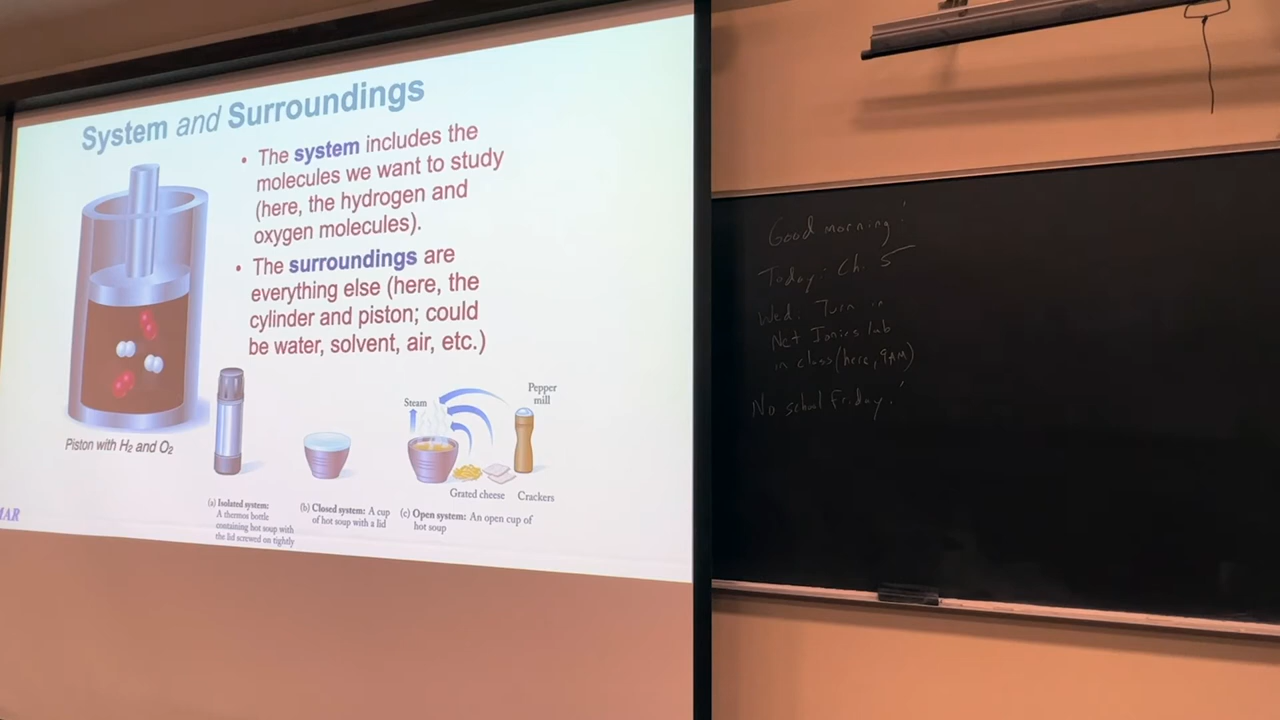 System and Surroundings
• The system includes the
molecules we want to study
(here, the hydrogen and
oxygen molecules).
• The surroundings are
everything else (here, the
cylinder and piston; could
be water, solvent, air, etc.)
Piston with H₂ and O₂
Steam
Pepper
mill
Grated cheese
Crackers
(a) Isolated system:
A thermos bottle
containing hot soup with
the lid screwed on tightly
(b) Closed system: A cup
of hot soup with a lid
(c) Open system: An open cup of
hot soup
MAR
Good morning!
Today: Ch. 5
Wed. Turn in
Net Ionics lab
in class (here, 9AM)
No school Friday!